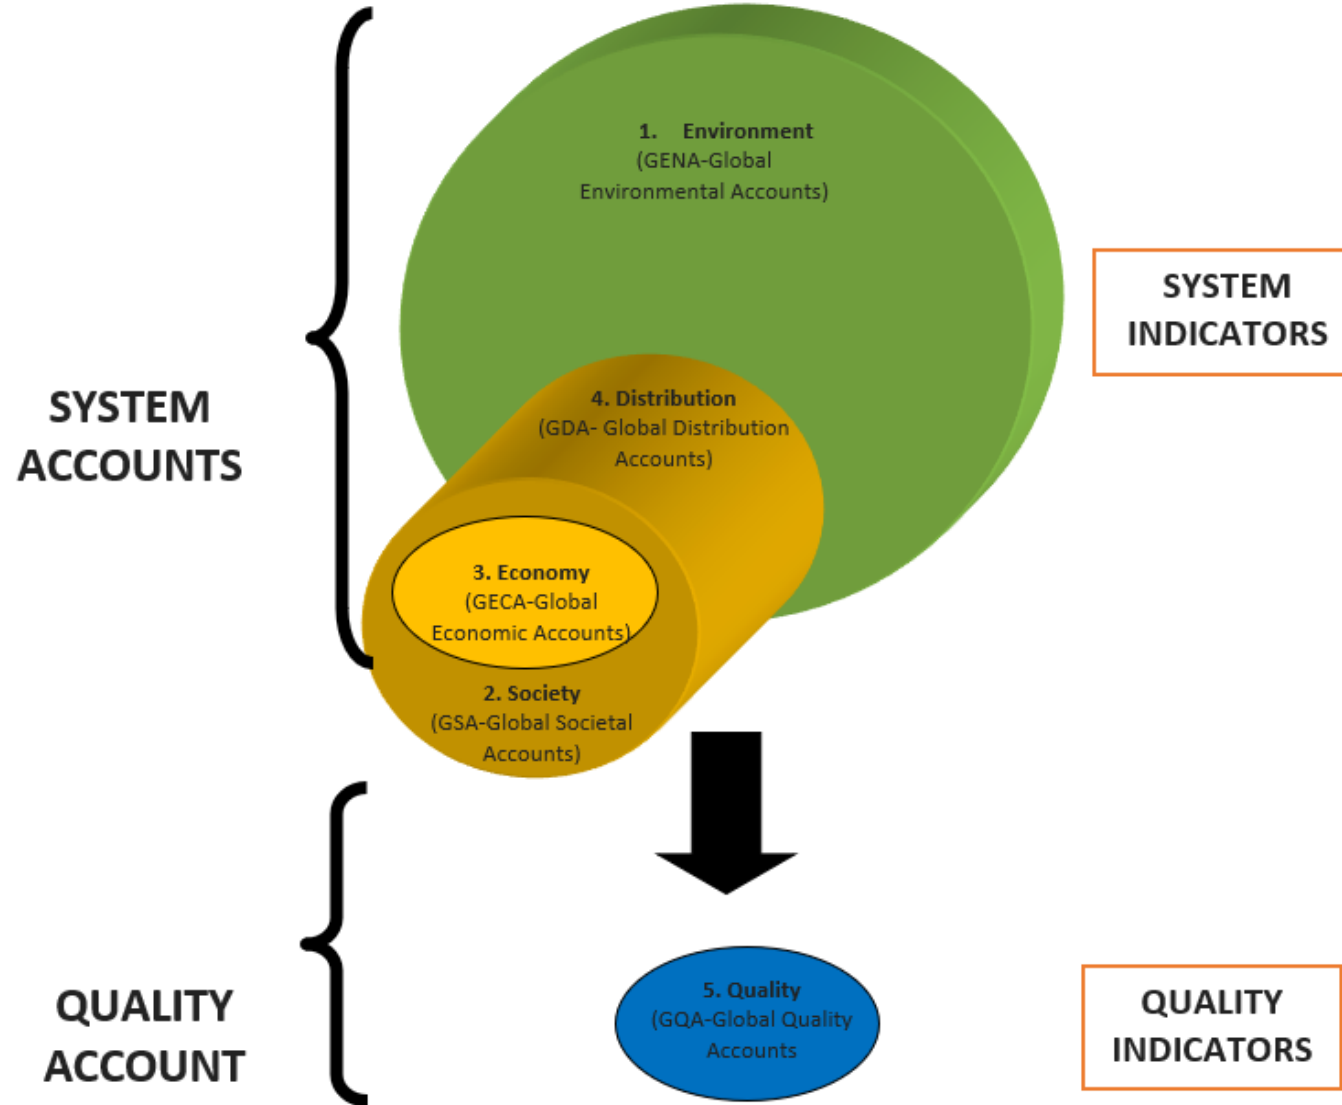 1. Environment
(GENA-Global
Environmental Accounts)
SYSTEM
INDICATORS
SYSTEM
ACCOUNTS
4. Distribution
(GDA- Global Distribution
Accounts)
3. Economy
(GECA-Global
Economic Accounts)
2. Society
(GSA-Global Societal
Accounts)
QUALITY
ACCOUNT
5. Quality
(GQA-Global Quality
Accounts
QUALITY
INDICATORS